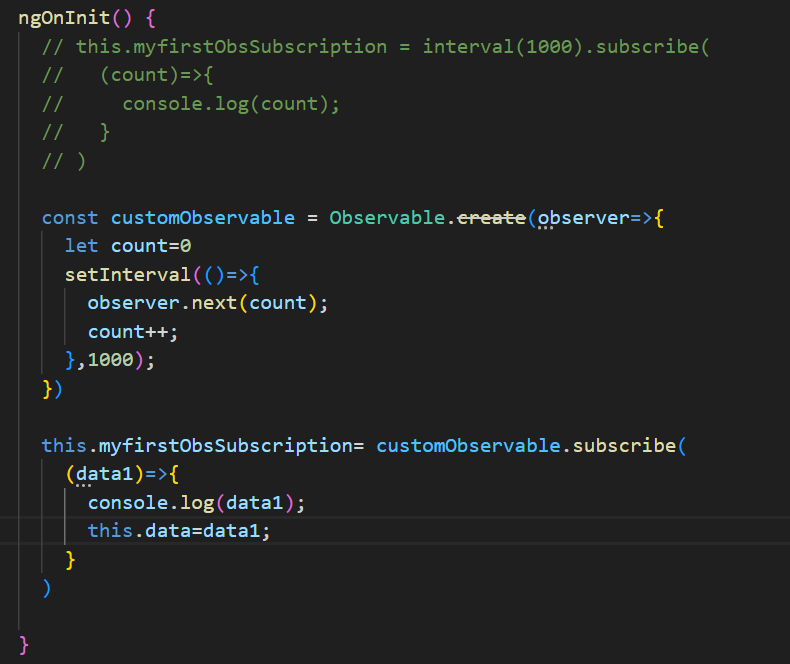 ngOnInit() {
// this.myfirstObsSubscription = interval(1000).subscribe(
//   (count)=>{
//     console.log(count);
//   }
// )
const customObservable = Observable.create(observer=>{
let count=0
setInterval(()=>{
observer.next(count);
count++;
},1000);
})
this.myfirstObsSubscription= customObservable.subscribe(
(data1)=>{
console.log(data1);
this.data=data1;
}
)
}